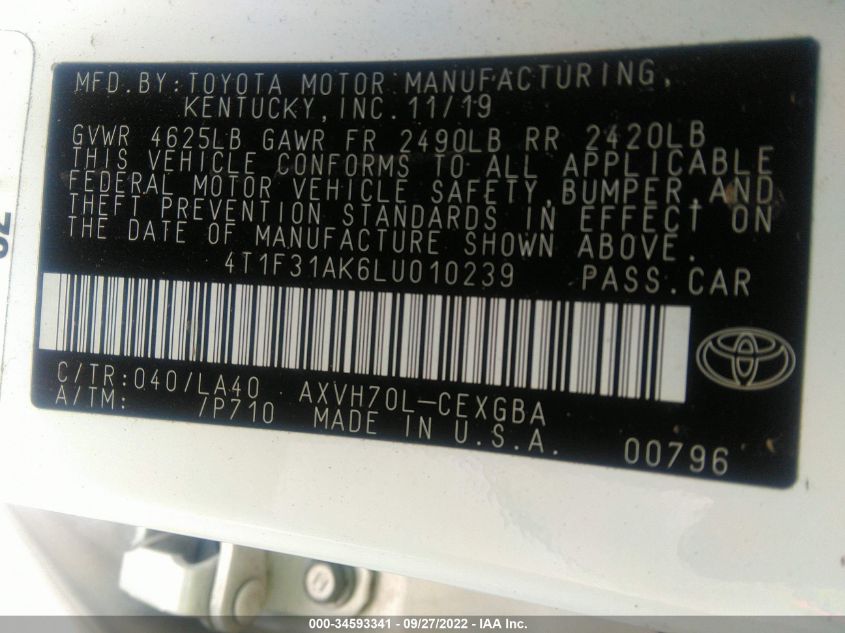 MFD.BY:TOYOTA MOTOR MANUFACTURING,
KENTUCKY, INC. 11/19
GVWR 4625LB GAWR FR 2490LB RR 2420LB
THIS VEHICLE CONFORMS TO ALL APPLICABLE
FEDERAL MOTOR VEHICLE SAFETY, BUMPER, AND
THEFT PREVENTION STANDARDS IN EFFECT ON
THE DATE OF MANUFACTURE SHOWN ABOVE.
4T1F31AK6LU010239 PASS.CAR
C/TR:040/LA40 AXVH70L-CEXGBA
A/TM: /P710 MADE IN U.S.A.
00796
000-34593341 - 09/27/2022 - IAA Inc.